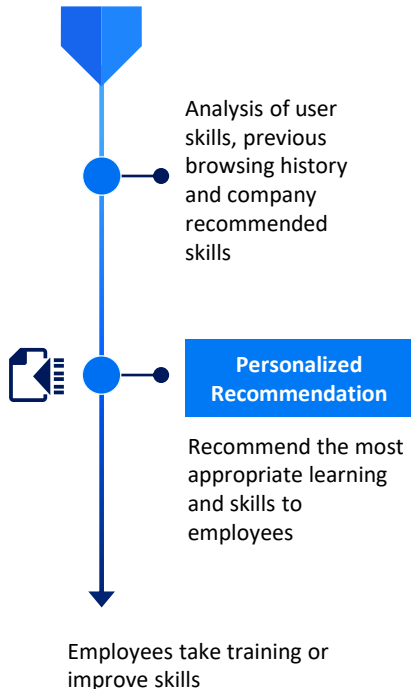 Analysis of user
skills, previous
browsing history
and company
recommended
skills
Personalized
Recommendation
Recommend the most
appropriate learning
and skills to
employees
Employees take training or
improve skills